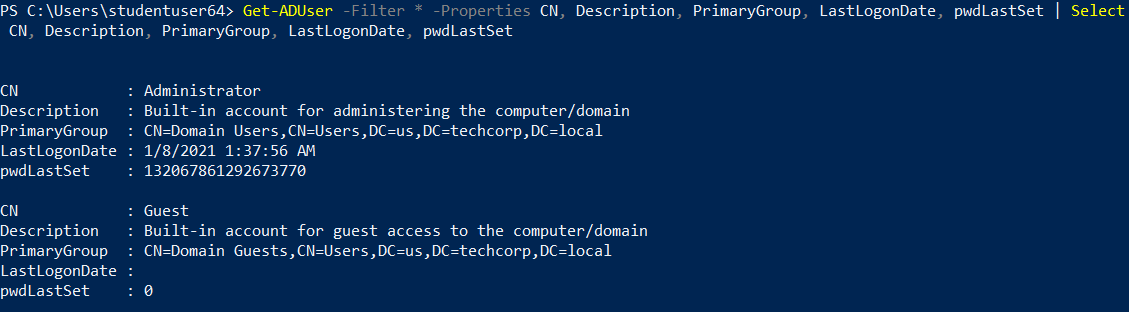 PS C:\Users\studentuser64> Get-ADUser -Filter * -Properties CN, Description, PrimaryGroup, LastLogonDate, pwdLastSet | Select
CN, Description, PrimaryGroup, LastLogonDate, pwdLastSet
CN : Administrator
Description : Built-in account for administering the computer/domain
PrimaryGroup : CN=Domain Users,CN=Users,DC=us,DC=techcorp,DC=local
LastLogonDate : 1/8/2021 1:37:56 AM
pwdLastSet : 132067861292673770
CN : Guest
Description : Built-in account for guest access to the computer/domain
PrimaryGroup : CN=Domain Guests,CN=Users,DC=us,DC=techcorp,DC=local
LastLogonDate :
pwdLastSet : 0